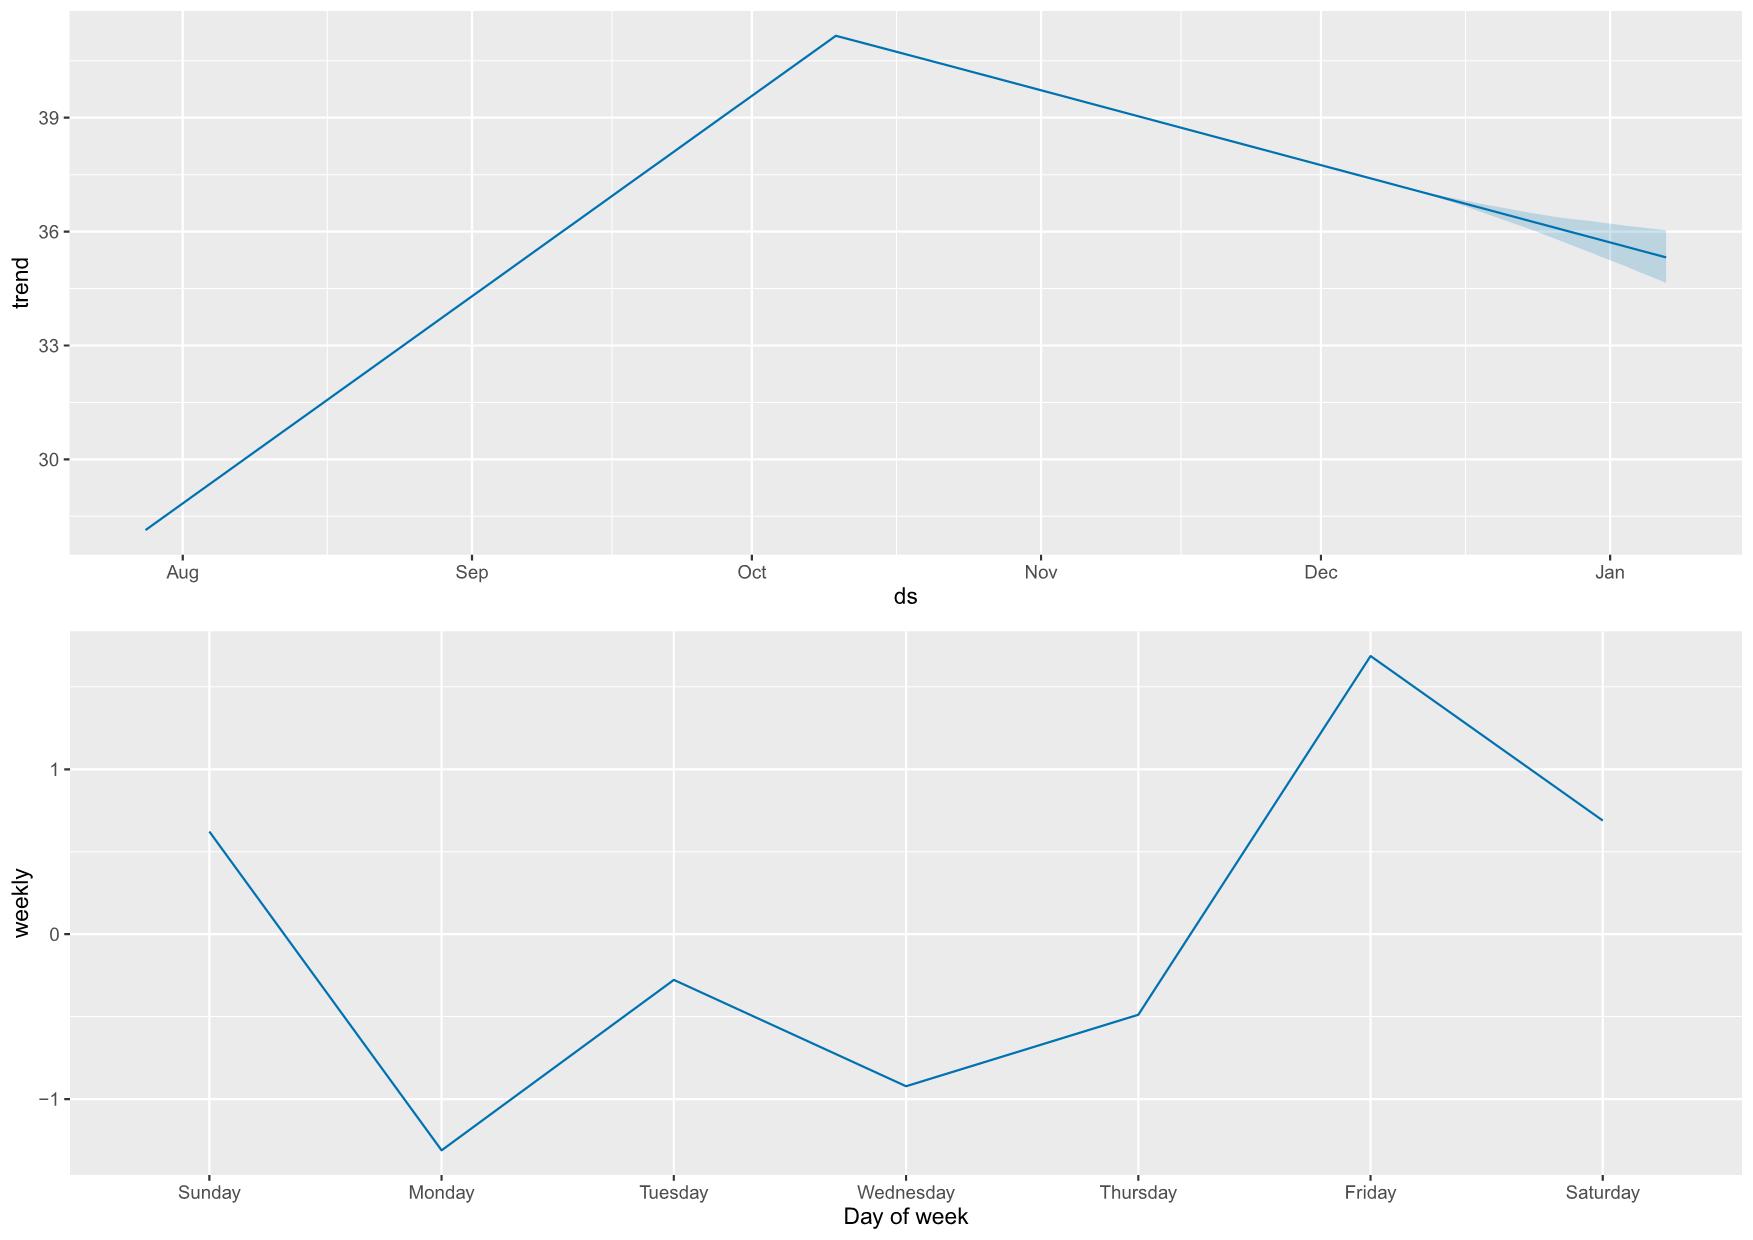 39
36
33
30
trend
Aug Sep Oct Nov Dec Jan
ds
1
0
−1
weekly
Sunday Monday Tuesday Wednesday Thursday Friday Saturday
Day of week